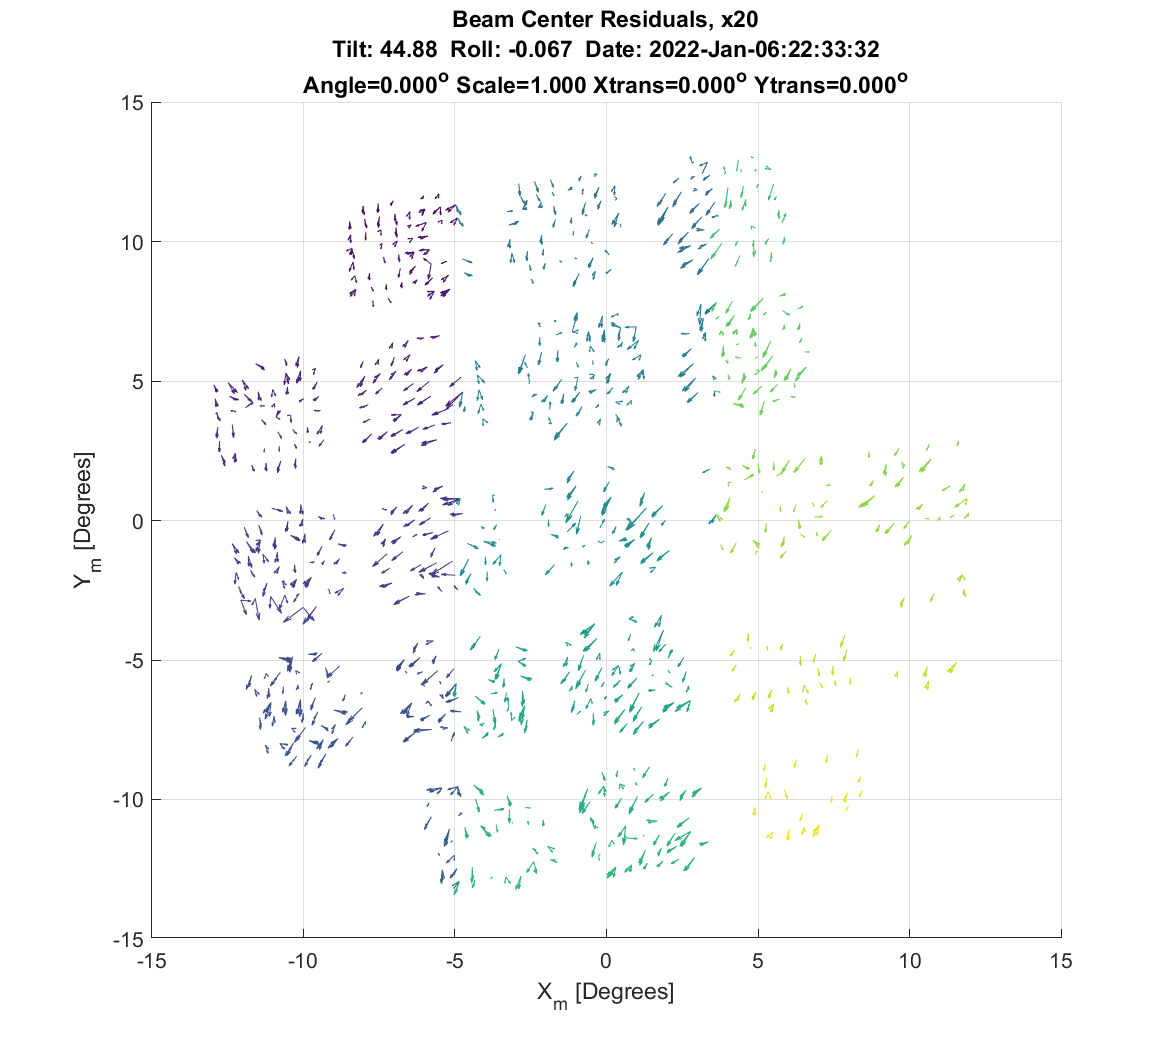 Beam Center Residuals, x20
Tilt: 44.88 Roll: -0.067 Date: 2022-Jan-06:22:33:32
Angle=0.000° Scale=1.000 Xtrans=0.000° Ytrans=0.000°
15
10
5
0
-5
-10
-15
Y_m [Degrees]
-15 -10 -5 0 5 10 15
X_m [Degrees]